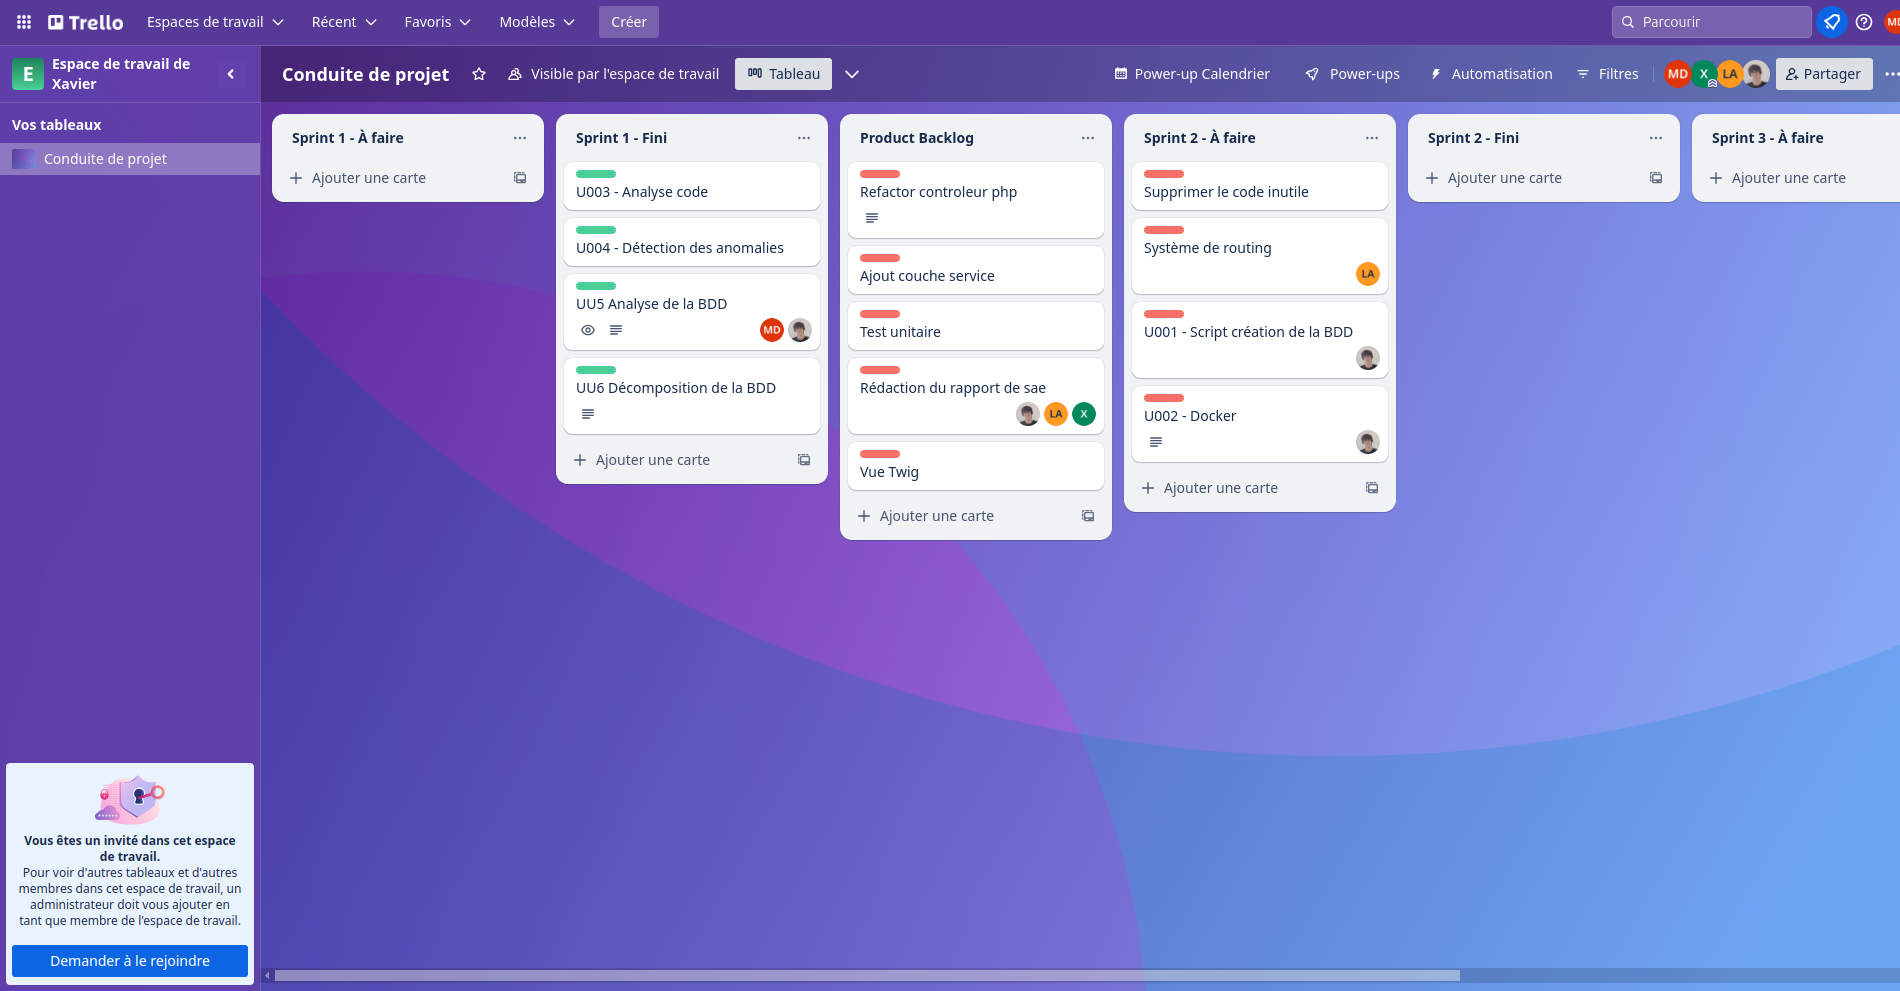 Trello
Espaces de travail
Récent
Favoris
Modèles
Créer
Parcourir
E
Espace de travail de
Xavier
Vos tableaux
Conduite de projet
Conduite de projet
Visible par l'espace de travail
Tableau
Power-up Calendrier
Power-ups
Automatisation
Filtres
MD
X
LA
Partager
Sprint 1 - À faire
Ajouter une carte
Sprint 1 - Fini
U003 - Analyse code
U004 - Détection des anomalies
UU5 Analyse de la BDD
MD
UU6 Décomposition de la BDD
Ajouter une carte
Product Backlog
Refactor controleur php
Ajout couche service
Test unitaire
Rédaction du rapport de sae
LA
X
Vue Twig
Ajouter une carte
Sprint 2 - À faire
Supprimer le code inutile
Système de routing
LA
U001 - Script création de la BDD
U002 - Docker
Ajouter une carte
Sprint 2 - Fini
Ajouter une carte
Sprint 3 - À faire
Ajouter une carte
Vous êtes un invité dans cet espace
de travail.
Pour voir d'autres tableaux et d'autres
membres dans cet espace de travail, un
administrateur doit vous ajouter en
tant que membre de l'espace de travail.
Demander à le rejoindre